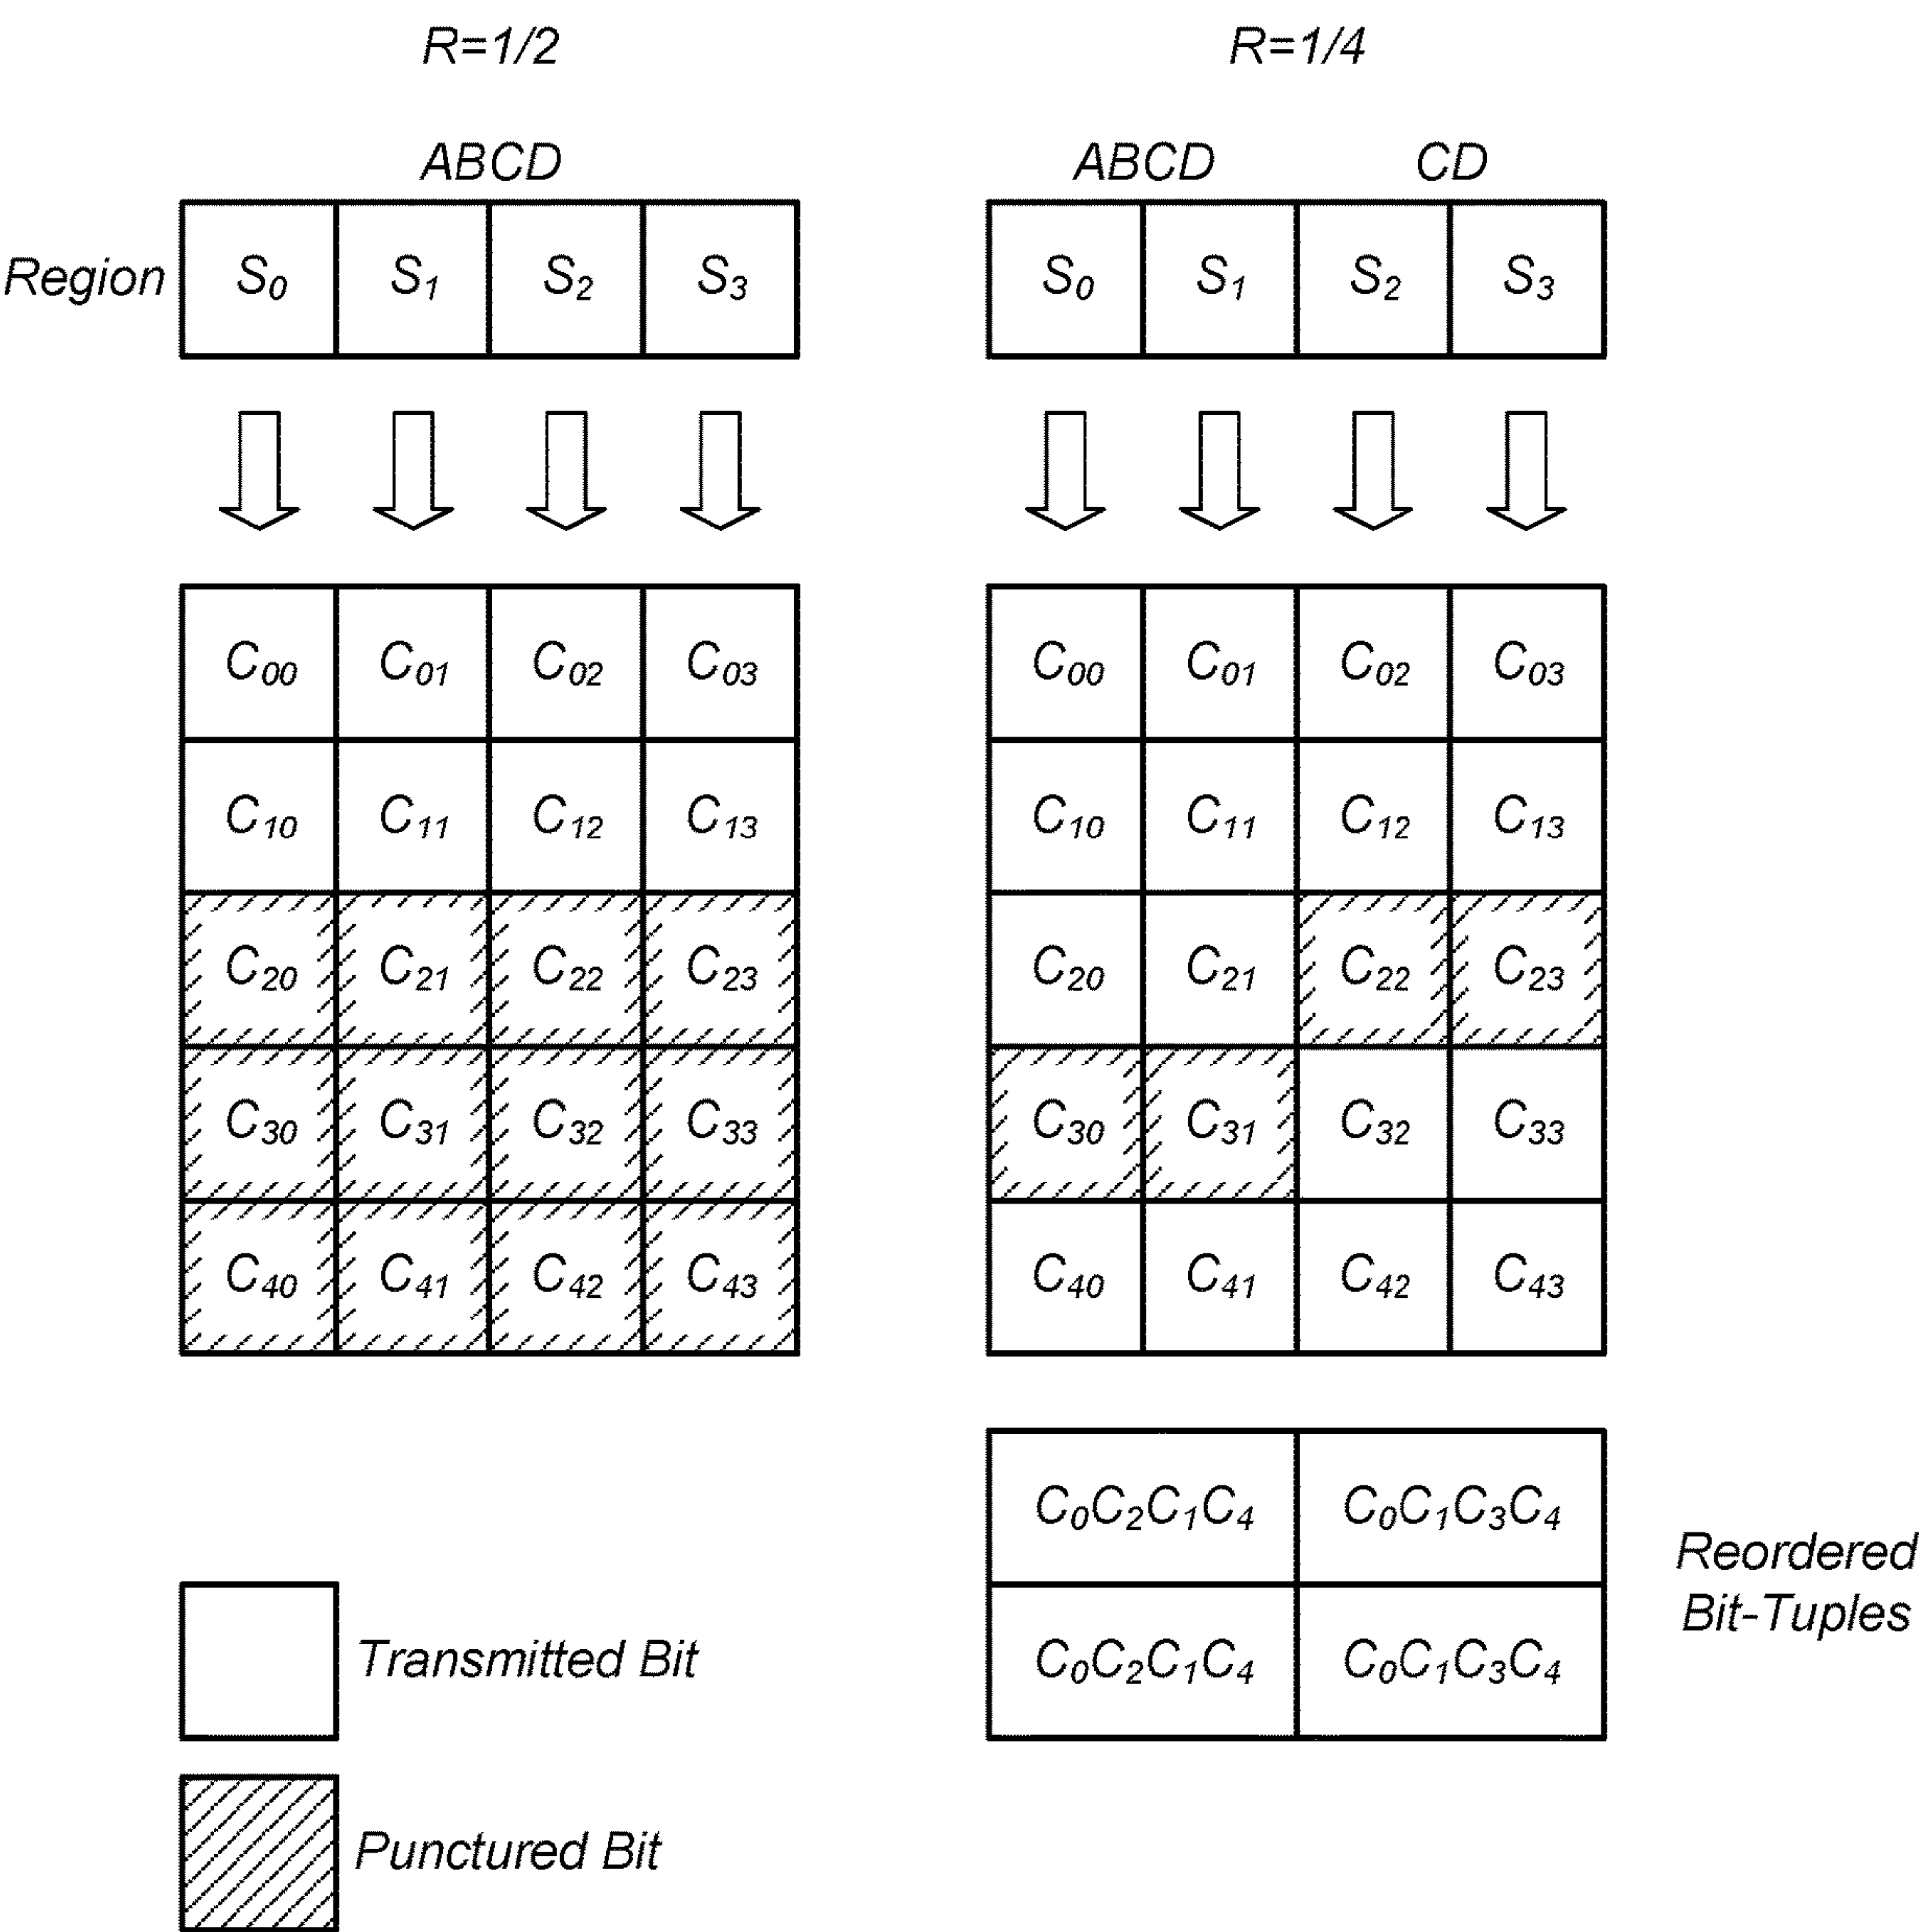 R=1/2 R=1/4
ABCD ABCD CD
Region S₀ S₁ S₂ S₃ S₀ S₁ S₂ S₃
C₀₀ C₀₁ C₀₂ C₀₃ C₀₀ C₀₁ C₀₂ C₀₃
C₁₀ C₁₁ C₁₂ C₁₃ C₁₀ C₁₁ C₁₂ C₁₃
C₂₀ C₂₁ C₂₂ C₂₃ C₂₀ C₂₁ C₂₂ C₂₃
C₃₀ C₃₁ C₃₂ C₃₃ C₃₀ C₃₁ C₃₂ C₃₃
C₄₀ C₄₁ C₄₂ C₄₃ C₄₀ C₄₁ C₄₂ C₄₃
C₀C₂C₁C₄ C₀C₁C₃C₄
Reordered
Bit-Tuples
C₀C₂C₁C₄ C₀C₁C₃C₄
Transmitted Bit
Punctured Bit